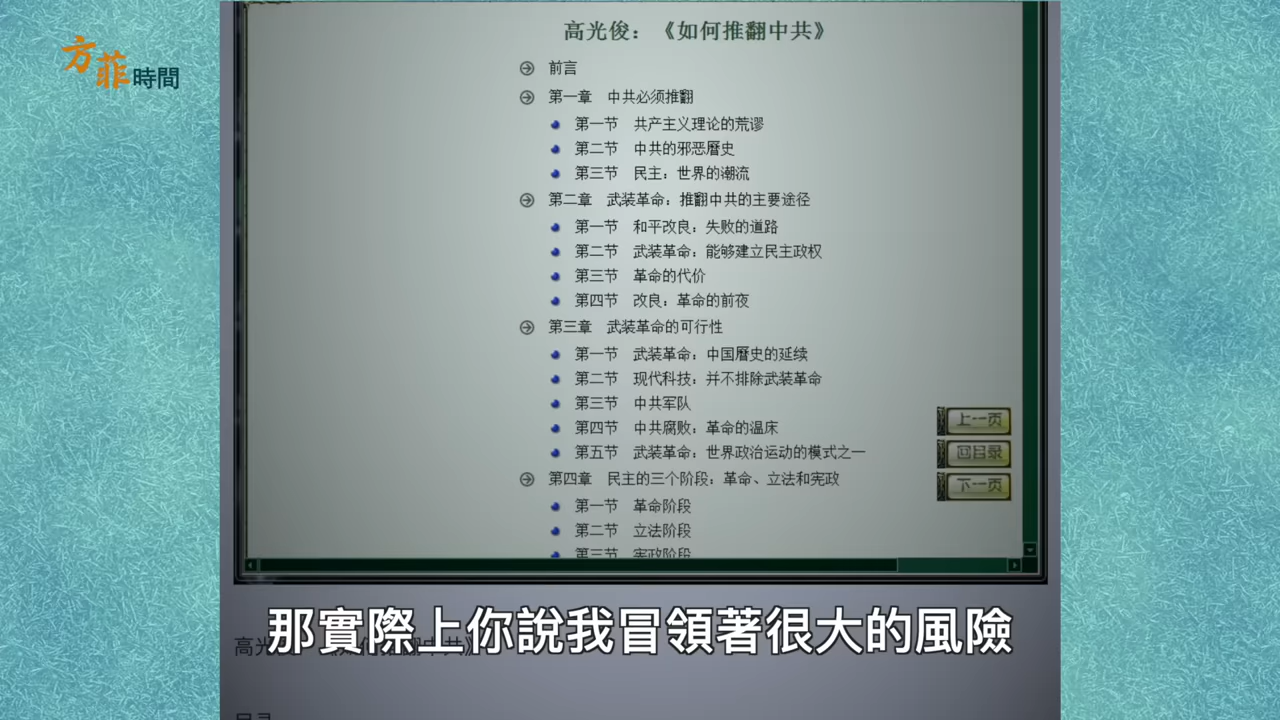 方菲時間
高光俊：《如何推翻中共》
前言
第一章 中共必须推翻
第一节 共产主义理论的荒谬
第二节 中共的邪恶曆史
第三节 民主：世界的潮流
第二章 武装革命：推翻中共的主要途径
第一节 和平改良：失败的道路
第二节 武装革命：能够建立民主政权
第三节 革命的代价
第四节 改良：革命的前夜
第三章 武装革命的可行性
第一节 武装革命：中国曆史的延续
第二节 现代科技：并不排除武装革命
第三节 中共军队
第四节 中共腐败：革命的温床
第五节 武装革命：世界政治运动的模式之一
第四章 民主的三个阶段：革命、立法和宪政
第一节 革命阶段
第二节 立法阶段
第三节 宪政阶段
上一页
回目录
下一页
那實際上你說我冒領著很大的風險